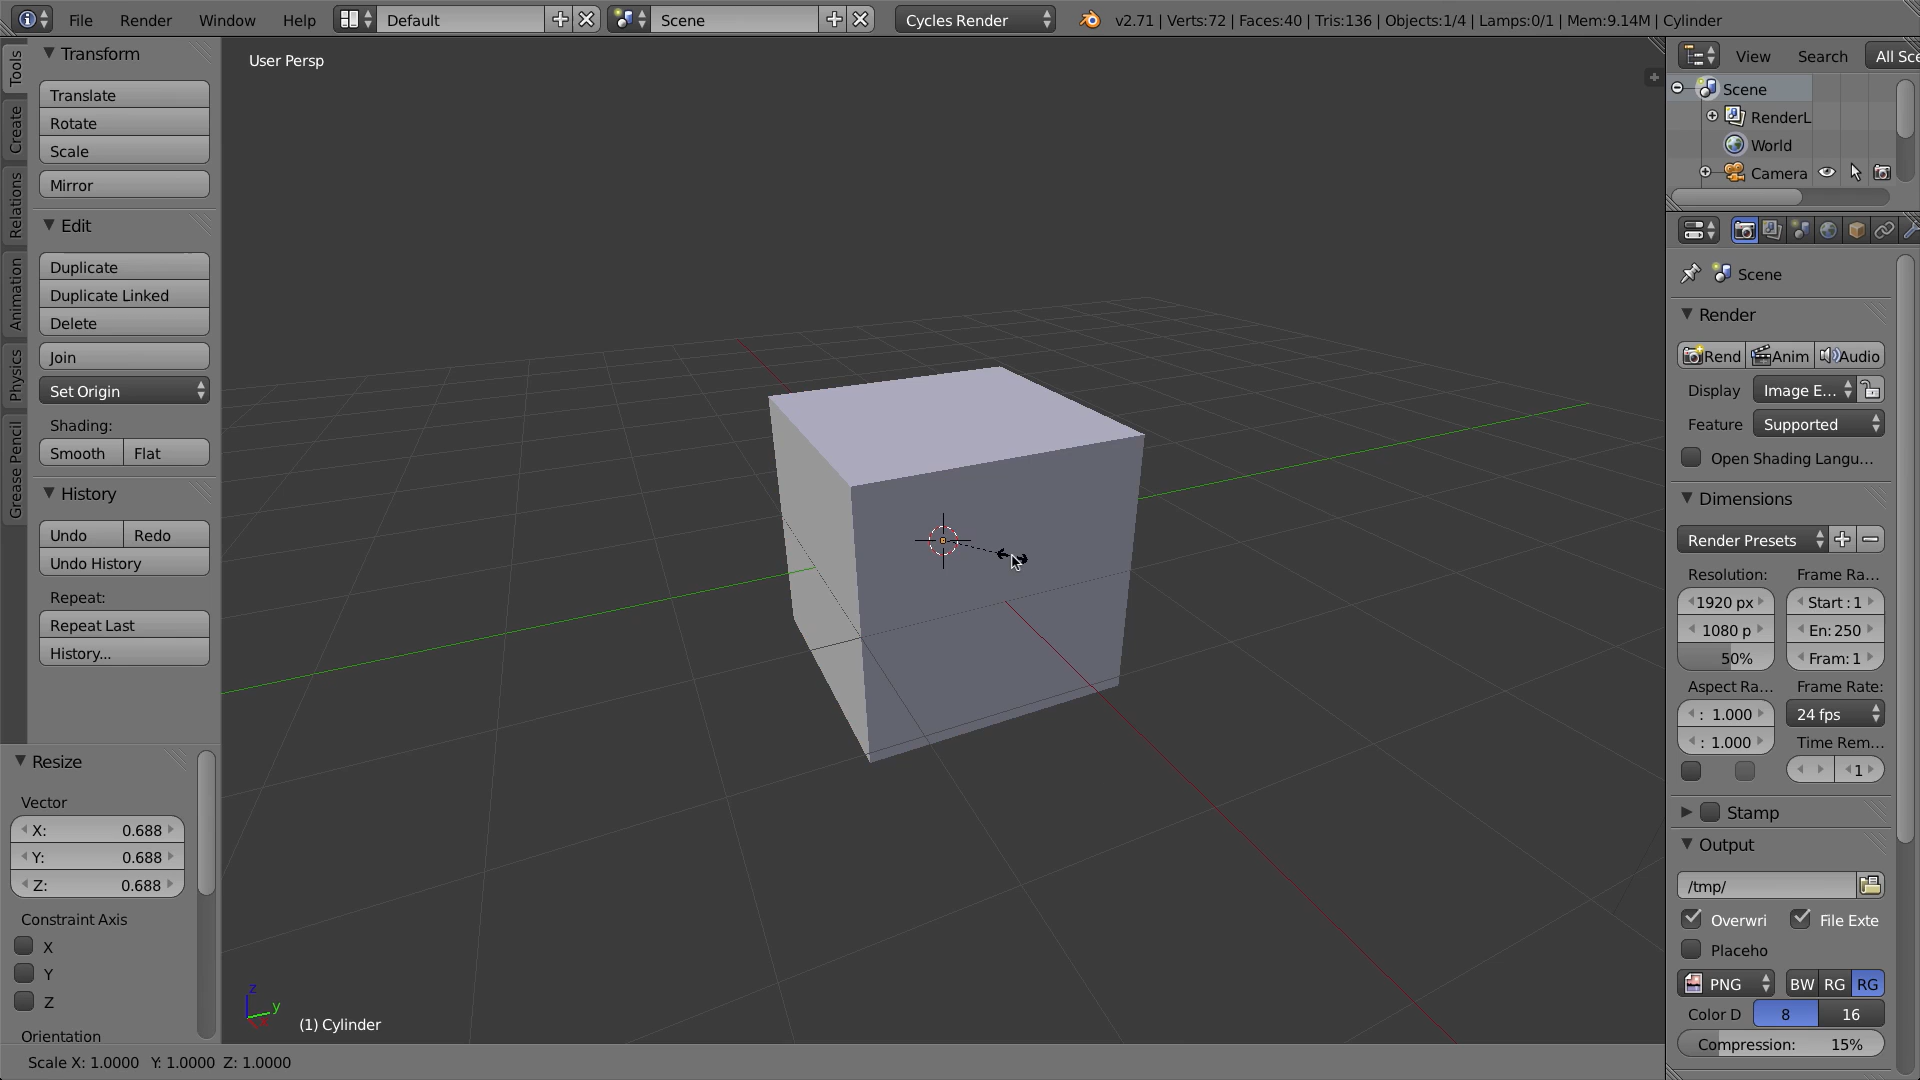 File Render Window Help Default Scene Cycles Render v2.71 | Verts:72 | Faces:40 | Tris:136 | Objects:1/4 | Lamps:0/1 | Mem:9.14M | Cylinder
Tools
Create
Relations
Animation
Physics
Grease Pencil
Transform
Translate
Rotate
Scale
Mirror
Edit
Duplicate
Duplicate Linked
Delete
Join
Set Origin
Shading:
Smooth Flat
History
Undo Redo
Undo History
Repeat:
Repeat Last
History...
Resize
Vector
X: 0.688
Y: 0.688
Z: 0.688
Constraint Axis
X
Y
Z
Orientation
User Persp
z
y
x
(1) Cylinder
Scale X: 1.0000 Y: 1.0000 Z: 1.0000
View Search All Sce
Scene
RenderL
World
Camera
Scene
Render
Rend Anim Audio
Display Image E...
Feature Supported
Open Shading Langu...
Dimensions
Render Presets
Resolution: Frame Ra...
1920 px Start : 1
1080 p En: 250
50% Fram: 1
Aspect Ra... Frame Rate:
: 1.000 24 fps
: 1.000 Time Rem...
1
Stamp
Output
/tmp/
Overwri File Exte
Placeho
PNG BW RG RG
Color D 8 16
Compression: 15%